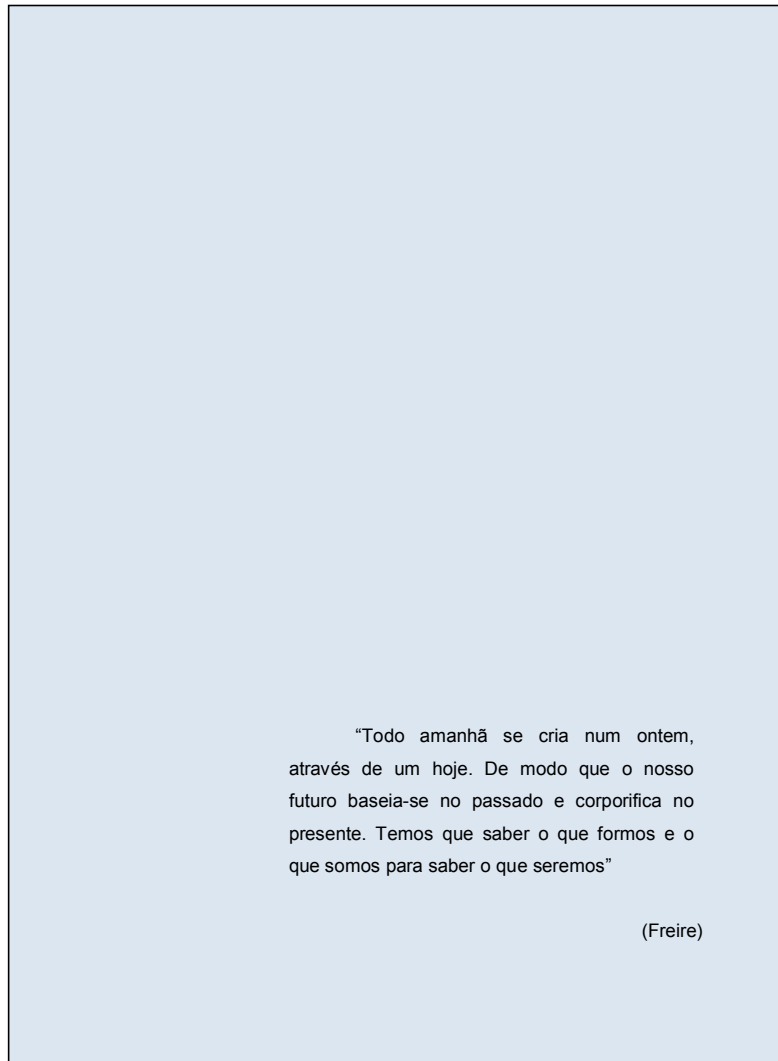 “Todo amanhã se cria num ontem,
através de um hoje. De modo que o nosso
futuro baseia-se no passado e corporifica no
presente. Temos que saber o que formos e o
que somos para saber o que seremos”
(Freire)